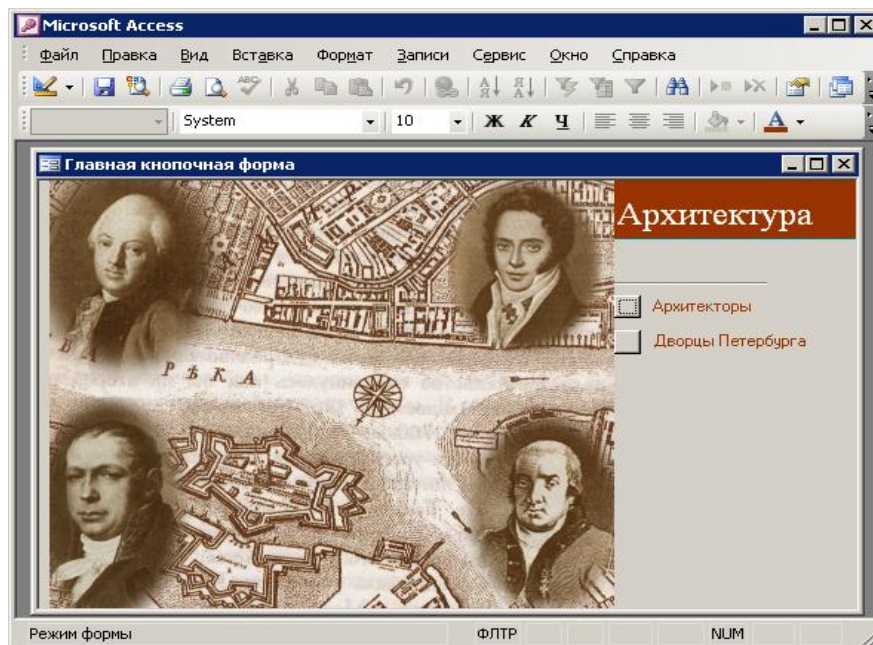 Microsoft Access
Файл Правка Вид Вставка Формат Записи Сервис Окно Справка
System 10 Ж К Ч
Главная кнопочная форма
Архитектура
Архитекторы
Дворцы Петербурга
РѢКА
Режим формы ФЛТР NUM